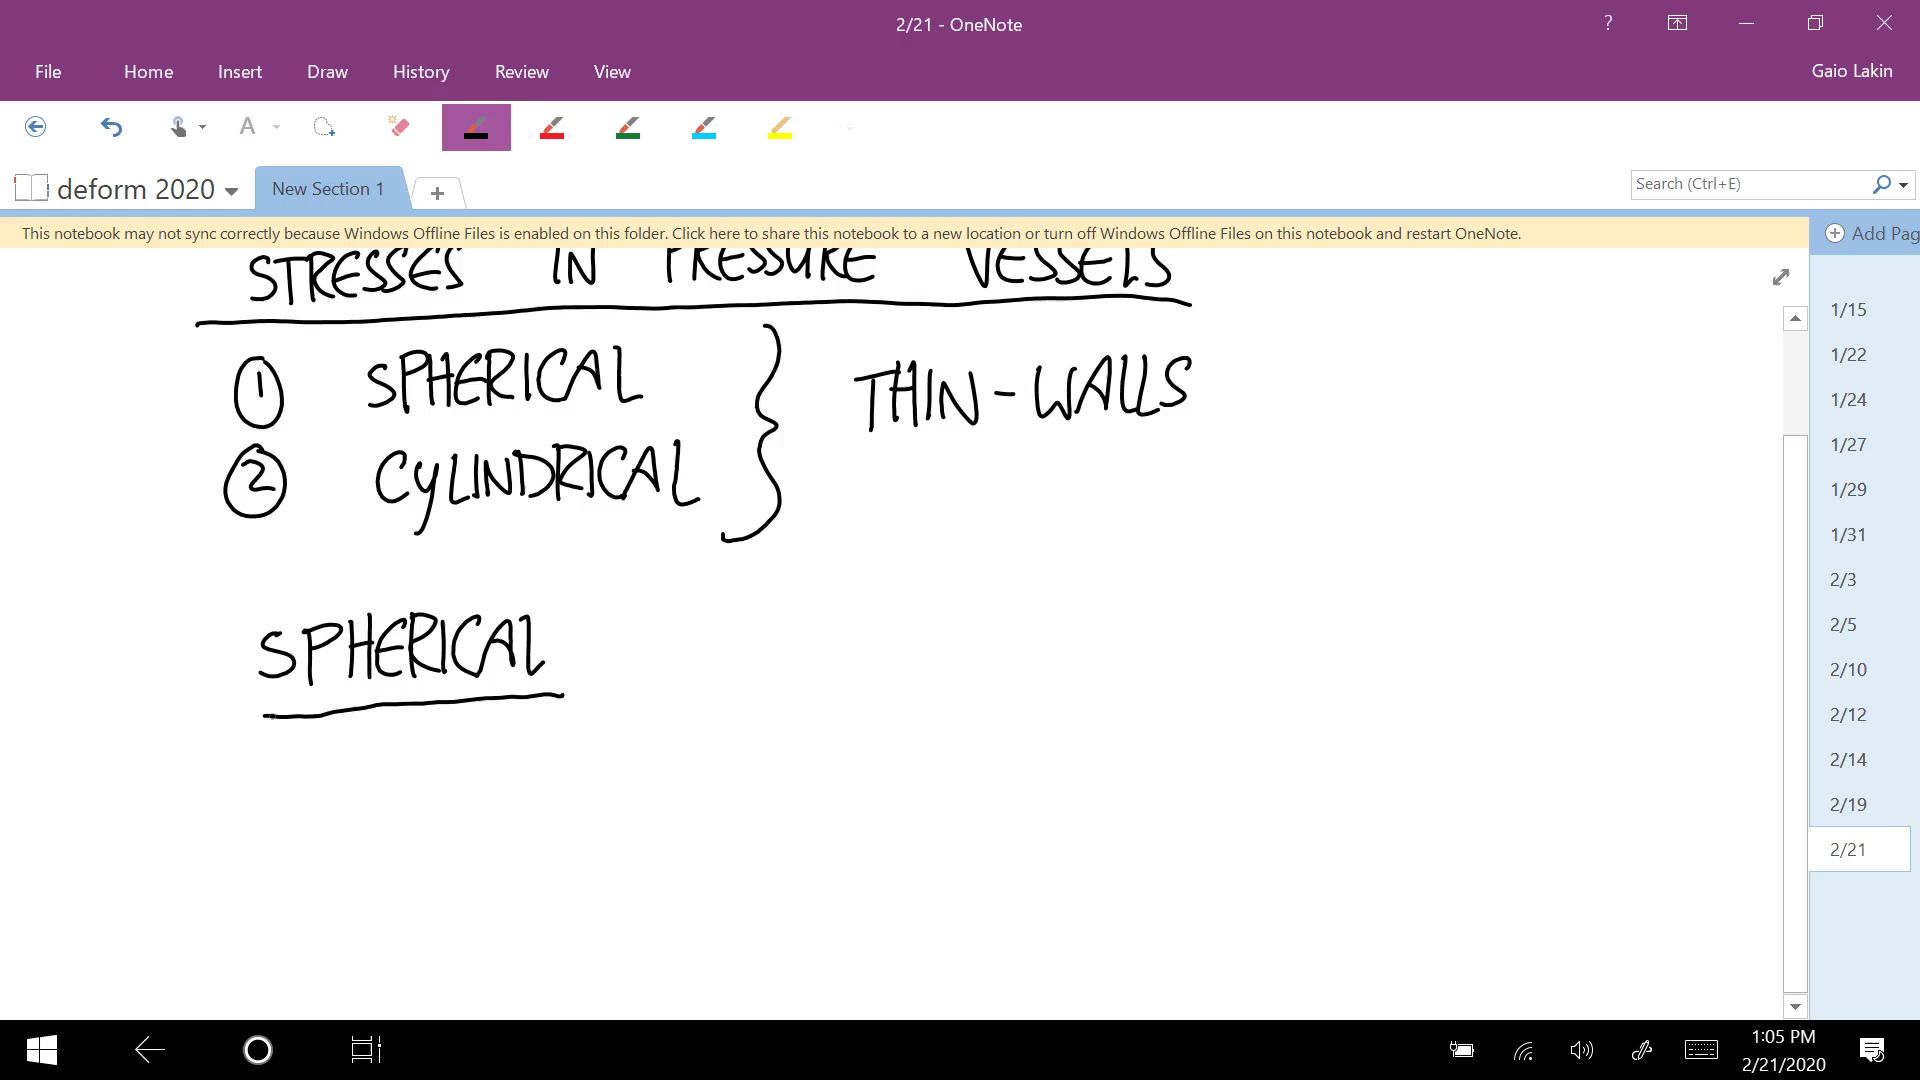 2/21 - OneNote
?
File Home Insert Draw History Review View
Gaio Lakin
A
deform 2020
New Section 1
+
Search (Ctrl+E)
This notebook may not sync correctly because Windows Offline Files is enabled on this folder. Click here to share this notebook to a new location or turn off Windows Offline Files on this notebook and restart OneNote.
Add Pag
STRESSES IN PRESSURE VESSELS
1 SPHERICAL
2 CYLINDRICAL
THIN-WALLS
SPHERICAL
1/15
1/22
1/24
1/27
1/29
1/31
2/3
2/5
2/10
2/12
2/14
2/19
2/21
1:05 PM
2/21/2020